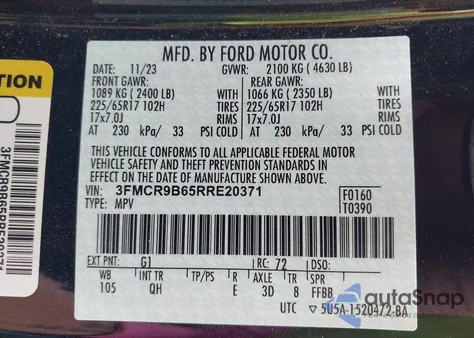 MFD. BY FORD MOTOR CO.
DATE: 11/23 GVWR: 2100 KG (4630 LB)
FRONT GAWR: REAR GAWR:
1089 KG (2400 LB) WITH 1066 KG (2350 LB) WITH
225/65R17 102H TIRES 225/65R17 102H TIRES
17x7.0J RIMS 17x7.0J RIMS
AT 230 kPa/ 33 PSI COLD AT 230 kPa/ 33 PSI COLD
THIS VEHICLE CONFORMS TO ALL APPLICABLE FEDERAL MOTOR
VEHICLE SAFETY AND THEFT PREVENTION STANDARDS IN
EFFECT ON THE DATE OF MANUFACTURE SHOWN ABOVE.
VIN: 3FMCR9B65RRE20371
TYPE: MPV
F0160
T0390
EXT PNT: G1 RC: 72 DSO:
WB INT TR TP/PS R AXLE TR SPR
105 QH E 3D 8 FFBB
UTC 5U5A-1520472-BA
TION
3FMCR9B65RRE20371
autoSnap